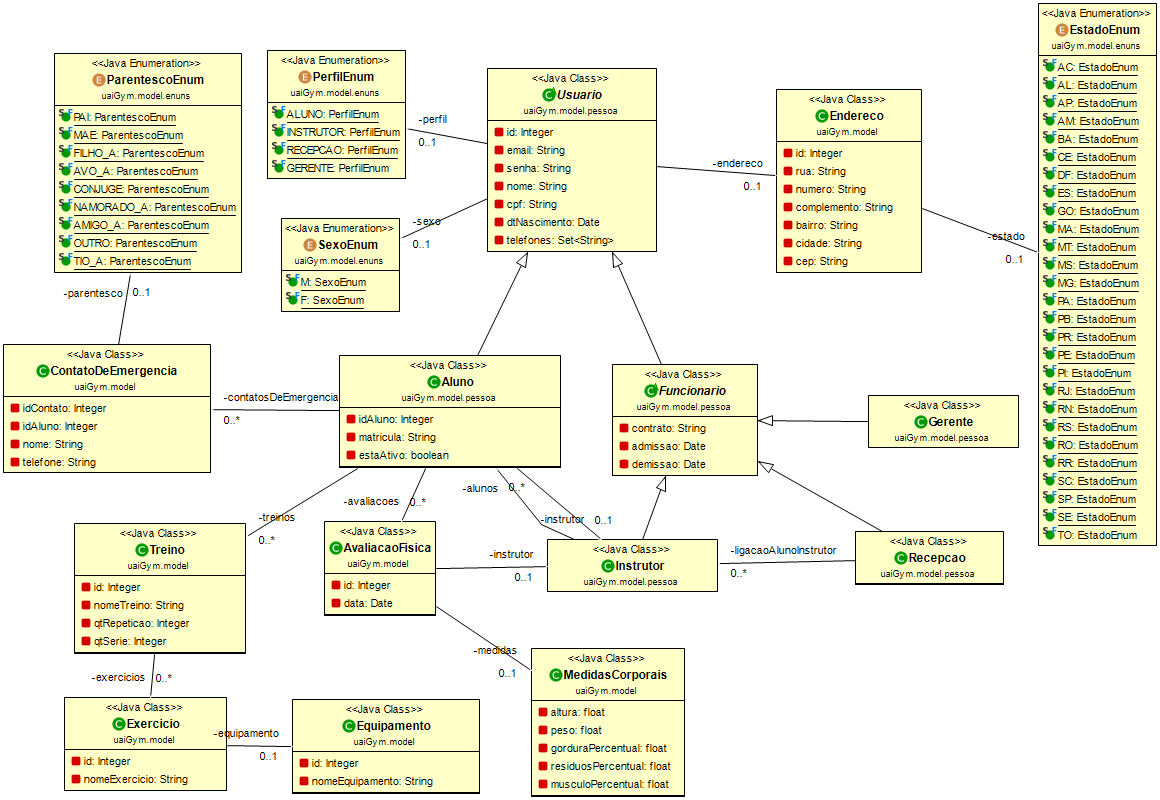 <<Java Enumeration>>
ParentescoEnum
uaiGym.model.enuns
PAI: ParentescoEnum
MAE: ParentescoEnum
FILHO_A: ParentescoEnum
AVO_A: ParentescoEnum
CONJUGE: ParentescoEnum
NAMORADO_A: ParentescoEnum
AMIGO_A: ParentescoEnum
OUTRO: ParentescoEnum
TIO_A: ParentescoEnum
<<Java Enumeration>>
PerfilEnum
uaiGym.model.enuns
ALUNO: PerfilEnum
INSTRUTOR: PerfilEnum
RECEPCAO: PerfilEnum
GERENTE: PerfilEnum
-perfil
0..1
<<Java Class>>
Usuario
uaiGym.model.pessoa
id: Integer
email: String
senha: String
nome: String
cpf: String
dtNascimento: Date
telefones: Set<String>
-endereco
0..1
<<Java Class>>
Endereco
uaiGym.model
id: Integer
rua: String
numero: String
complemento: String
bairro: String
cidade: String
cep: String
-estado
0..1
<<Java Enumeration>>
EstadoEnum
uaiGym.model.enuns
AC: EstadoEnum
AL: EstadoEnum
AP: EstadoEnum
AM: EstadoEnum
BA: EstadoEnum
CE: EstadoEnum
DF: EstadoEnum
ES: EstadoEnum
GO: EstadoEnum
MA: EstadoEnum
MT: EstadoEnum
MS: EstadoEnum
MG: EstadoEnum
PA: EstadoEnum
PB: EstadoEnum
PR: EstadoEnum
PE: EstadoEnum
PI: EstadoEnum
RJ: EstadoEnum
RN: EstadoEnum
RS: EstadoEnum
RO: EstadoEnum
RR: EstadoEnum
SC: EstadoEnum
SP: EstadoEnum
SE: EstadoEnum
TO: EstadoEnum
<<Java Enumeration>>
SexoEnum
uaiGym.model.enuns
M: SexoEnum
F: SexoEnum
-sexo
0..1
-parentesco
0..1
<<Java Class>>
ContatoDeEmergencia
uaiGym.model
idContato: Integer
idAluno: Integer
nome: String
telefone: String
-contatosDeEmergencia
0..*
<<Java Class>>
Aluno
uaiGym.model.pessoa
idAluno: Integer
matricula: String
estaAtivo: boolean
<<Java Class>>
Funcionario
uaiGym.model.pessoa
contrato: String
admissao: Date
demissao: Date
<<Java Class>>
Gerente
uaiGym.model.pessoa
-treinos
0..*
-avaliacoes
0..*
-alunos
0..*
-instrutor
0..1
<<Java Class>>
Treino
uaiGym.model
id: Integer
nomeTreino: String
qtRepeticao: Integer
qtSerie: Integer
<<Java Class>>
AvaliacaoFisica
uaiGym.model
id: Integer
data: Date
-instrutor
0..1
<<Java Class>>
Instrutor
uaiGym.model.pessoa
-ligacaoAlunoInstrutor
0..*
<<Java Class>>
Recepcao
uaiGym.model.pessoa
-medidas
0..1
<<Java Class>>
MedidasCorporais
uaiGym.model
altura: float
peso: float
gorduraPercentual: float
residuosPercentual: float
musculoPercentual: float
-exercicios
0..*
<<Java Class>>
Exercicio
uaiGym.model
id: Integer
nomeExercicio: String
-equipamento
0..1
<<Java Class>>
Equipamento
uaiGym.model
id: Integer
nomeEquipamento: String